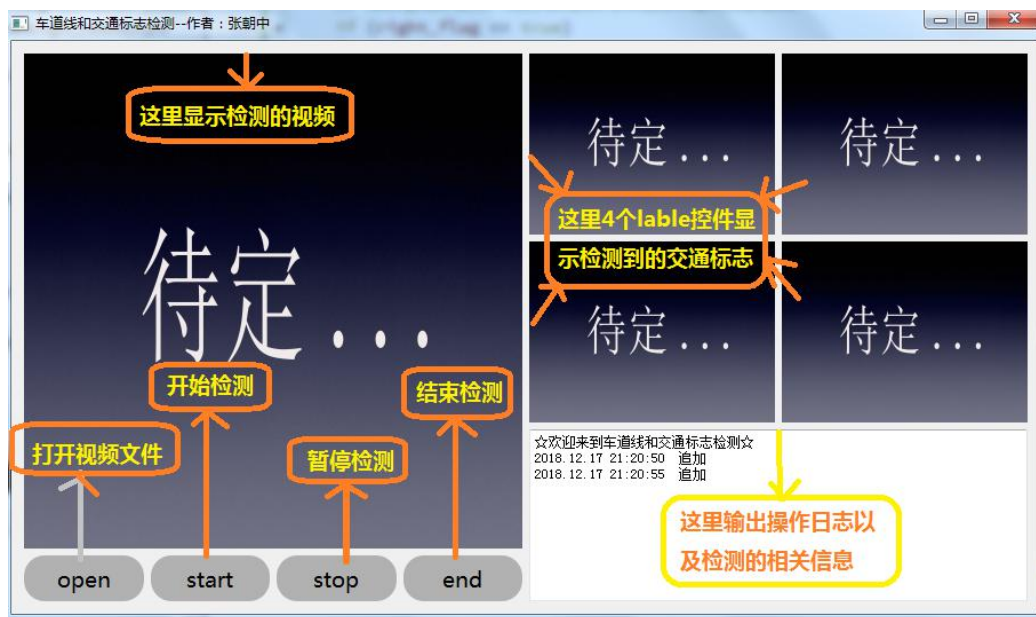 车道线和交通标志检测--作者：张朝中
这里显示检测的视频
待定...
开始检测
结束检测
打开视频文件
暂停检测
open
start
stop
end
待定...
待定...
这里4个lable控件显
示检测到的交通标志
待定...
待定...
☆欢迎来到车道线和交通标志检测☆
2018.12.17 21:20:50 追加
2018.12.17 21:20:55 追加
这里输出操作日志以
及检测的相关信息